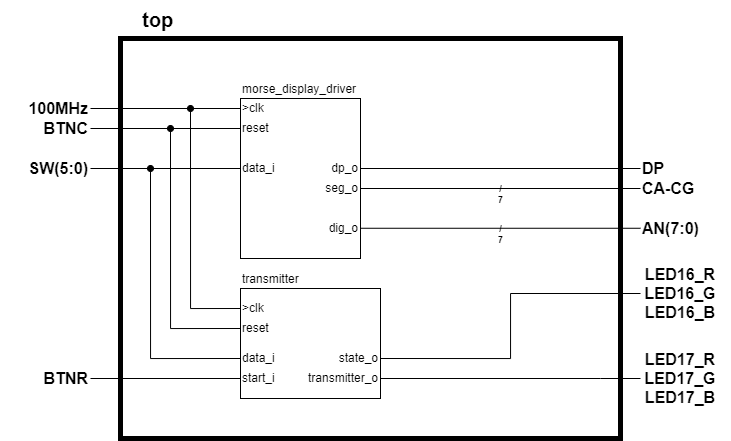 top
morse_display_driver
100MHz
>clk
BTNC
reset
SW(5:0)
data_i
dp_o
DP
seg_o
/
7
CA-CG
dig_o
/
7
AN(7:0)
transmitter
LED16_R
LED16_G
LED16_B
>clk
reset
data_i
state_o
LED17_R
BTNR
start_i
transmitter_o
LED17_G
LED17_B